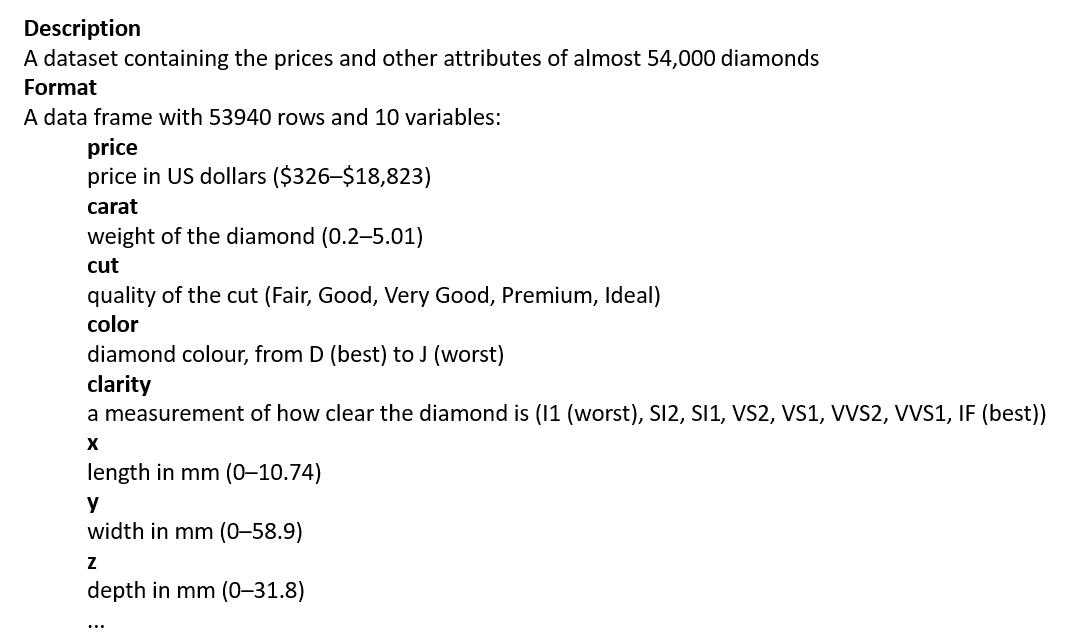 Description
A dataset containing the prices and other attributes of almost 54,000 diamonds
Format
A data frame with 53940 rows and 10 variables:
price
price in US dollars ($326–$18,823)
carat
weight of the diamond (0.2–5.01)
cut
quality of the cut (Fair, Good, Very Good, Premium, Ideal)
color
diamond colour, from D (best) to J (worst)
clarity
a measurement of how clear the diamond is (I1 (worst), SI2, SI1, VS2, VS1, VVS2, VVS1, IF (best))
x
length in mm (0–10.74)
y
width in mm (0–58.9)
z
depth in mm (0–31.8)
...